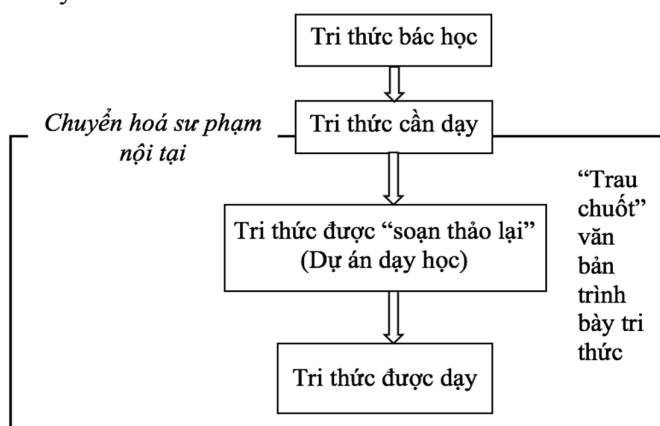 Tri thức bác học
Chuyển hoá sư phạm
nội tại
Tri thức cần dạy
Tri thức được “soạn thảo lại”
(Dự án dạy học)
“Trau
chuốt”
văn
bản
trình
bày tri
thức
Tri thức được dạy